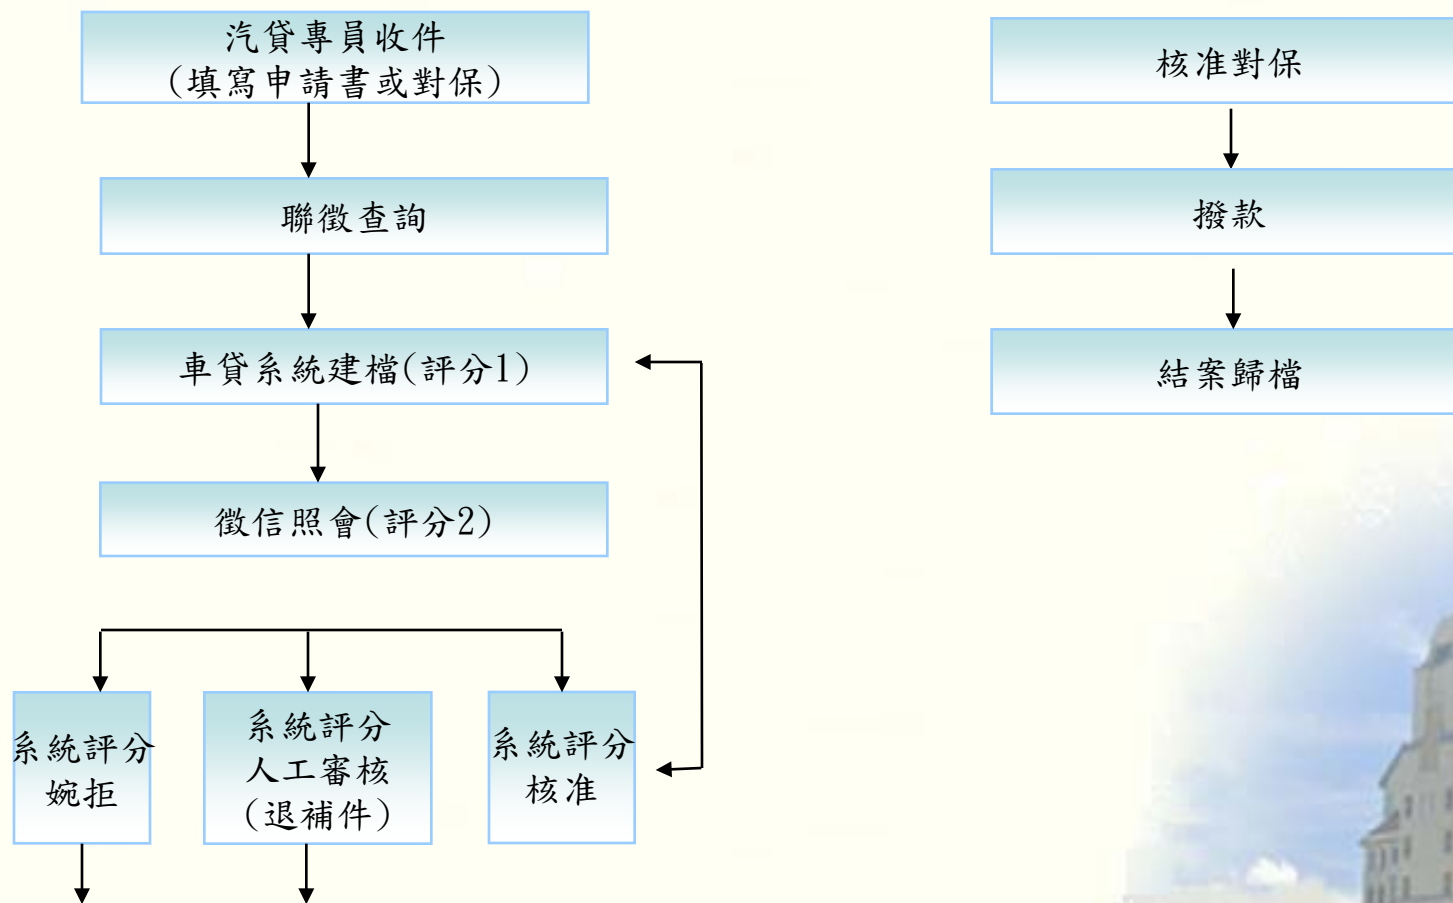 汽貸專員收件
(填寫申請書或對保)
聯徵查詢
車貸系統建檔(評分1)
徵信照會(評分2)
系統評分
婉拒
系統評分
人工審核
(退補件)
系統評分
核准
核准對保
撥款
結案歸檔